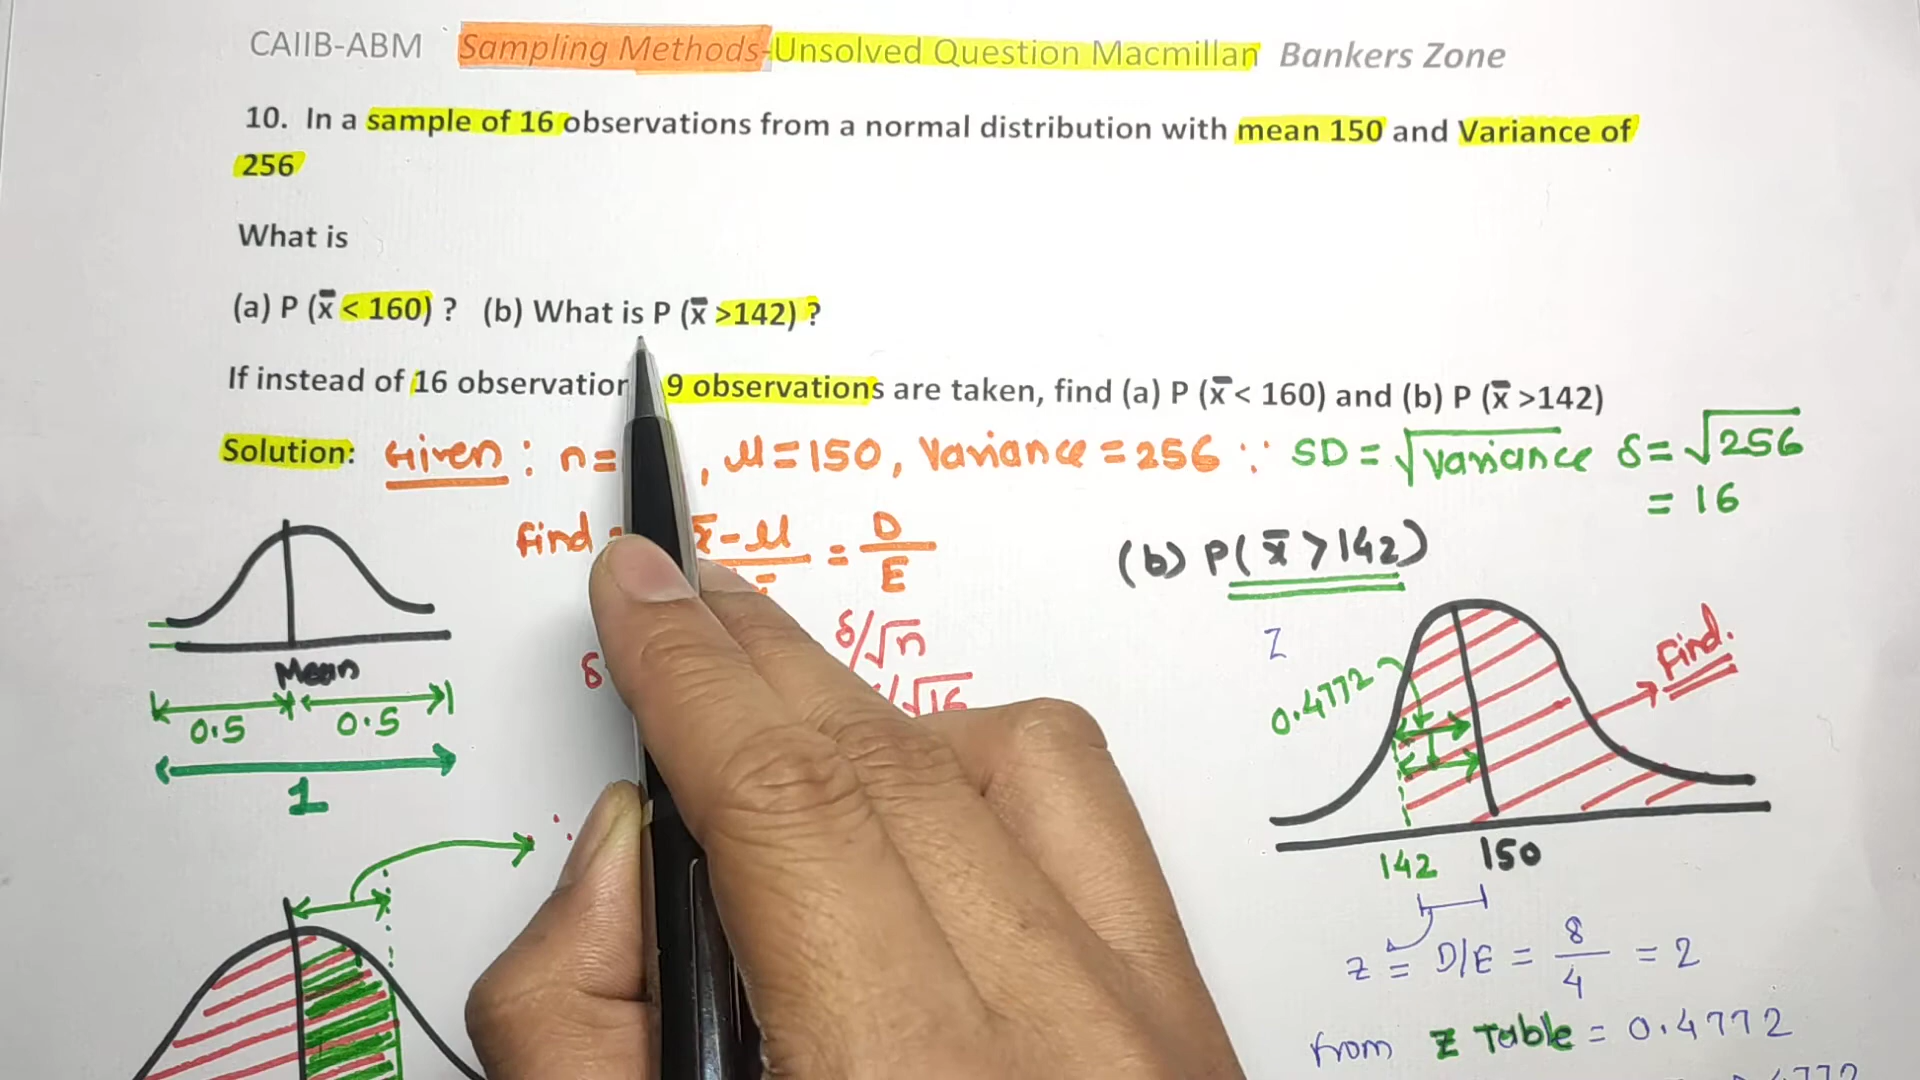 CAIIB-ABM Sampling Methods-Unsolved Question Macmillan Bankers Zone
10. In a sample of 16 observations from a normal distribution with mean 150 and Variance of
256
What is
(a) P (x̄ < 160) ? (b) What is P (x̄ >142) ?
If instead of 16 observation 9 observations are taken, find (a) P (x̄ < 160) and (b) P (x̄ >142)
Solution: Given : n= , μ=150, Variance = 256 ∵ SD = √variance δ = √256
= 16
find x̄-μ = D/E
(b) P(x̄ > 142)
δ/√n
Z
Find.
δ
/√16
0.4772
Mean
0.5 0.5
1
142 150
z = D/E = 8/4 = 2
from Z Table = 0.4772